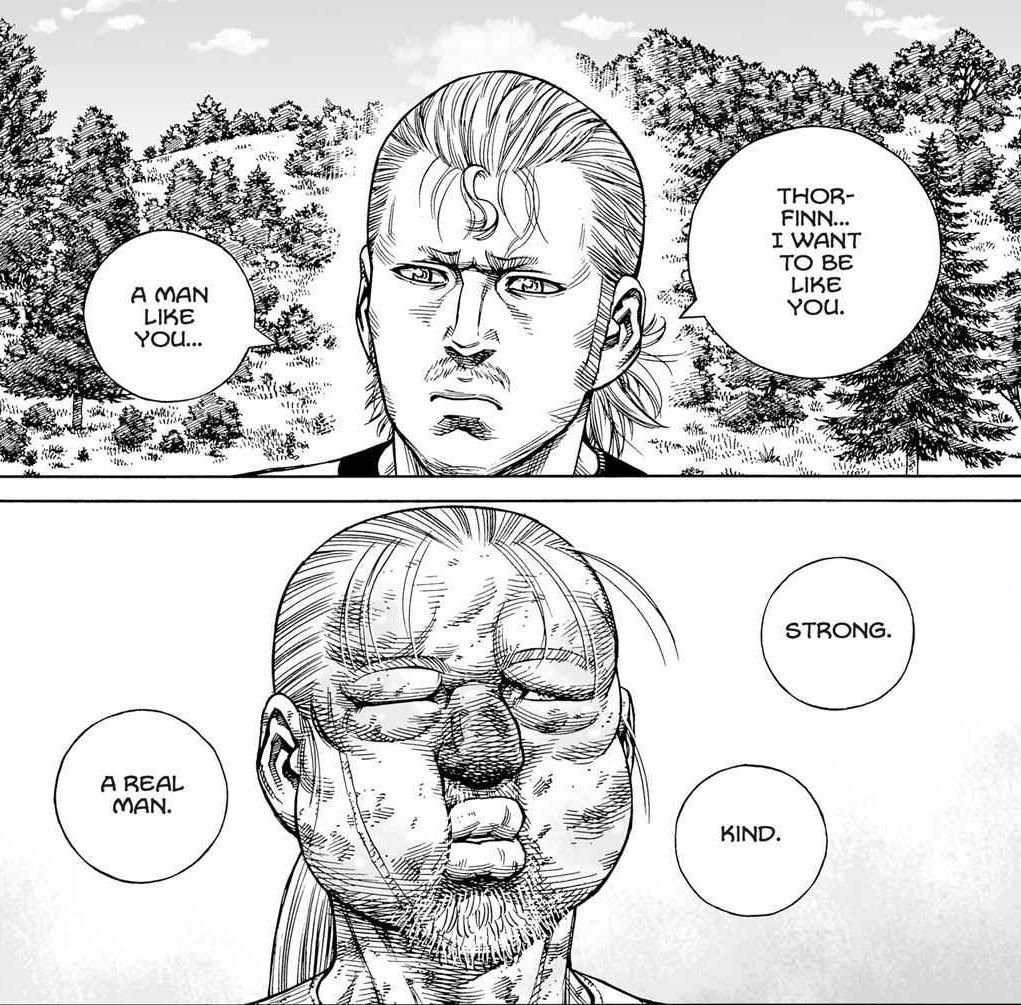 THOR-
FINN...
I WANT
TO BE
LIKE
YOU.
A MAN
LIKE
YOU...
STRONG.
KIND.
A REAL
MAN.